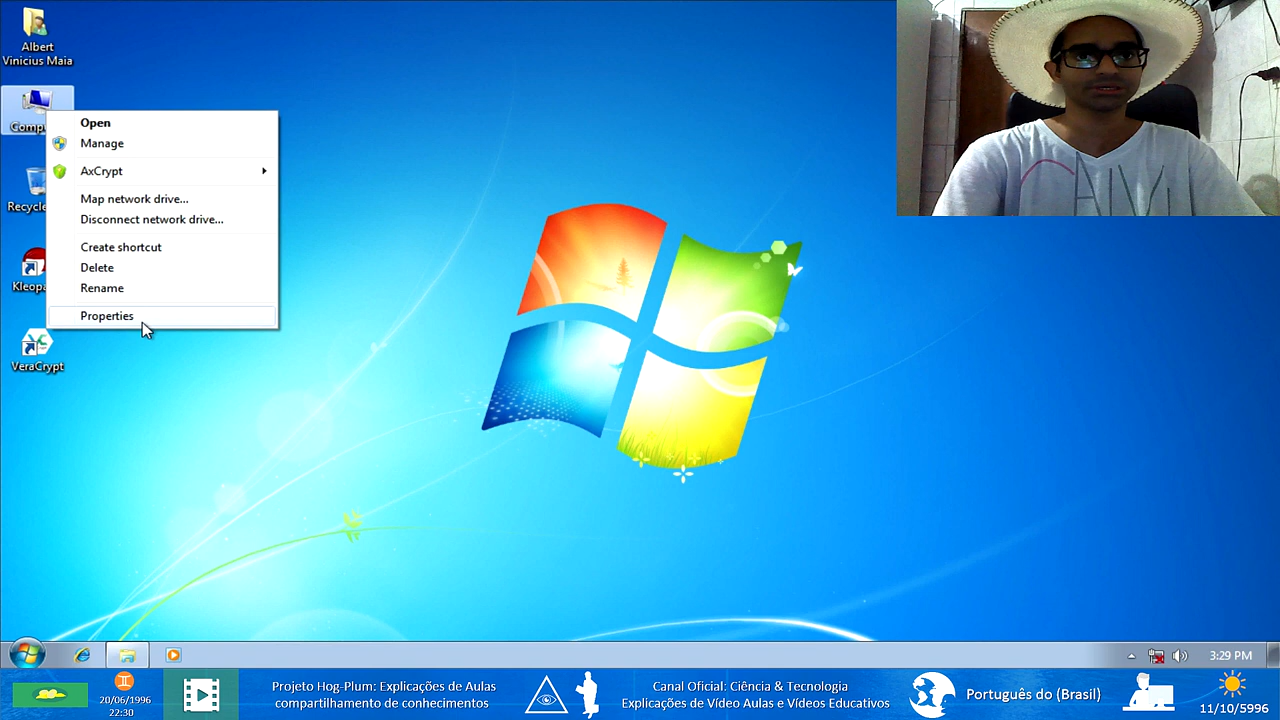 Albert
Vinicius Maia
Comp
Recycle
Kleopa
VeraCrypt
Open
Manage
AxCrypt
Map network drive...
Disconnect network drive...
Create shortcut
Delete
Rename
Properties
3:29 PM
20/06/1996
22:30
Projeto Hog-Plum: Explicações de Aulas
compartilhamento de conhecimentos
Canal Oficial: Ciência & Tecnologia
Explicações de Vídeo Aulas e Vídeos Educativos
Português do (Brasil)
11/10/5996